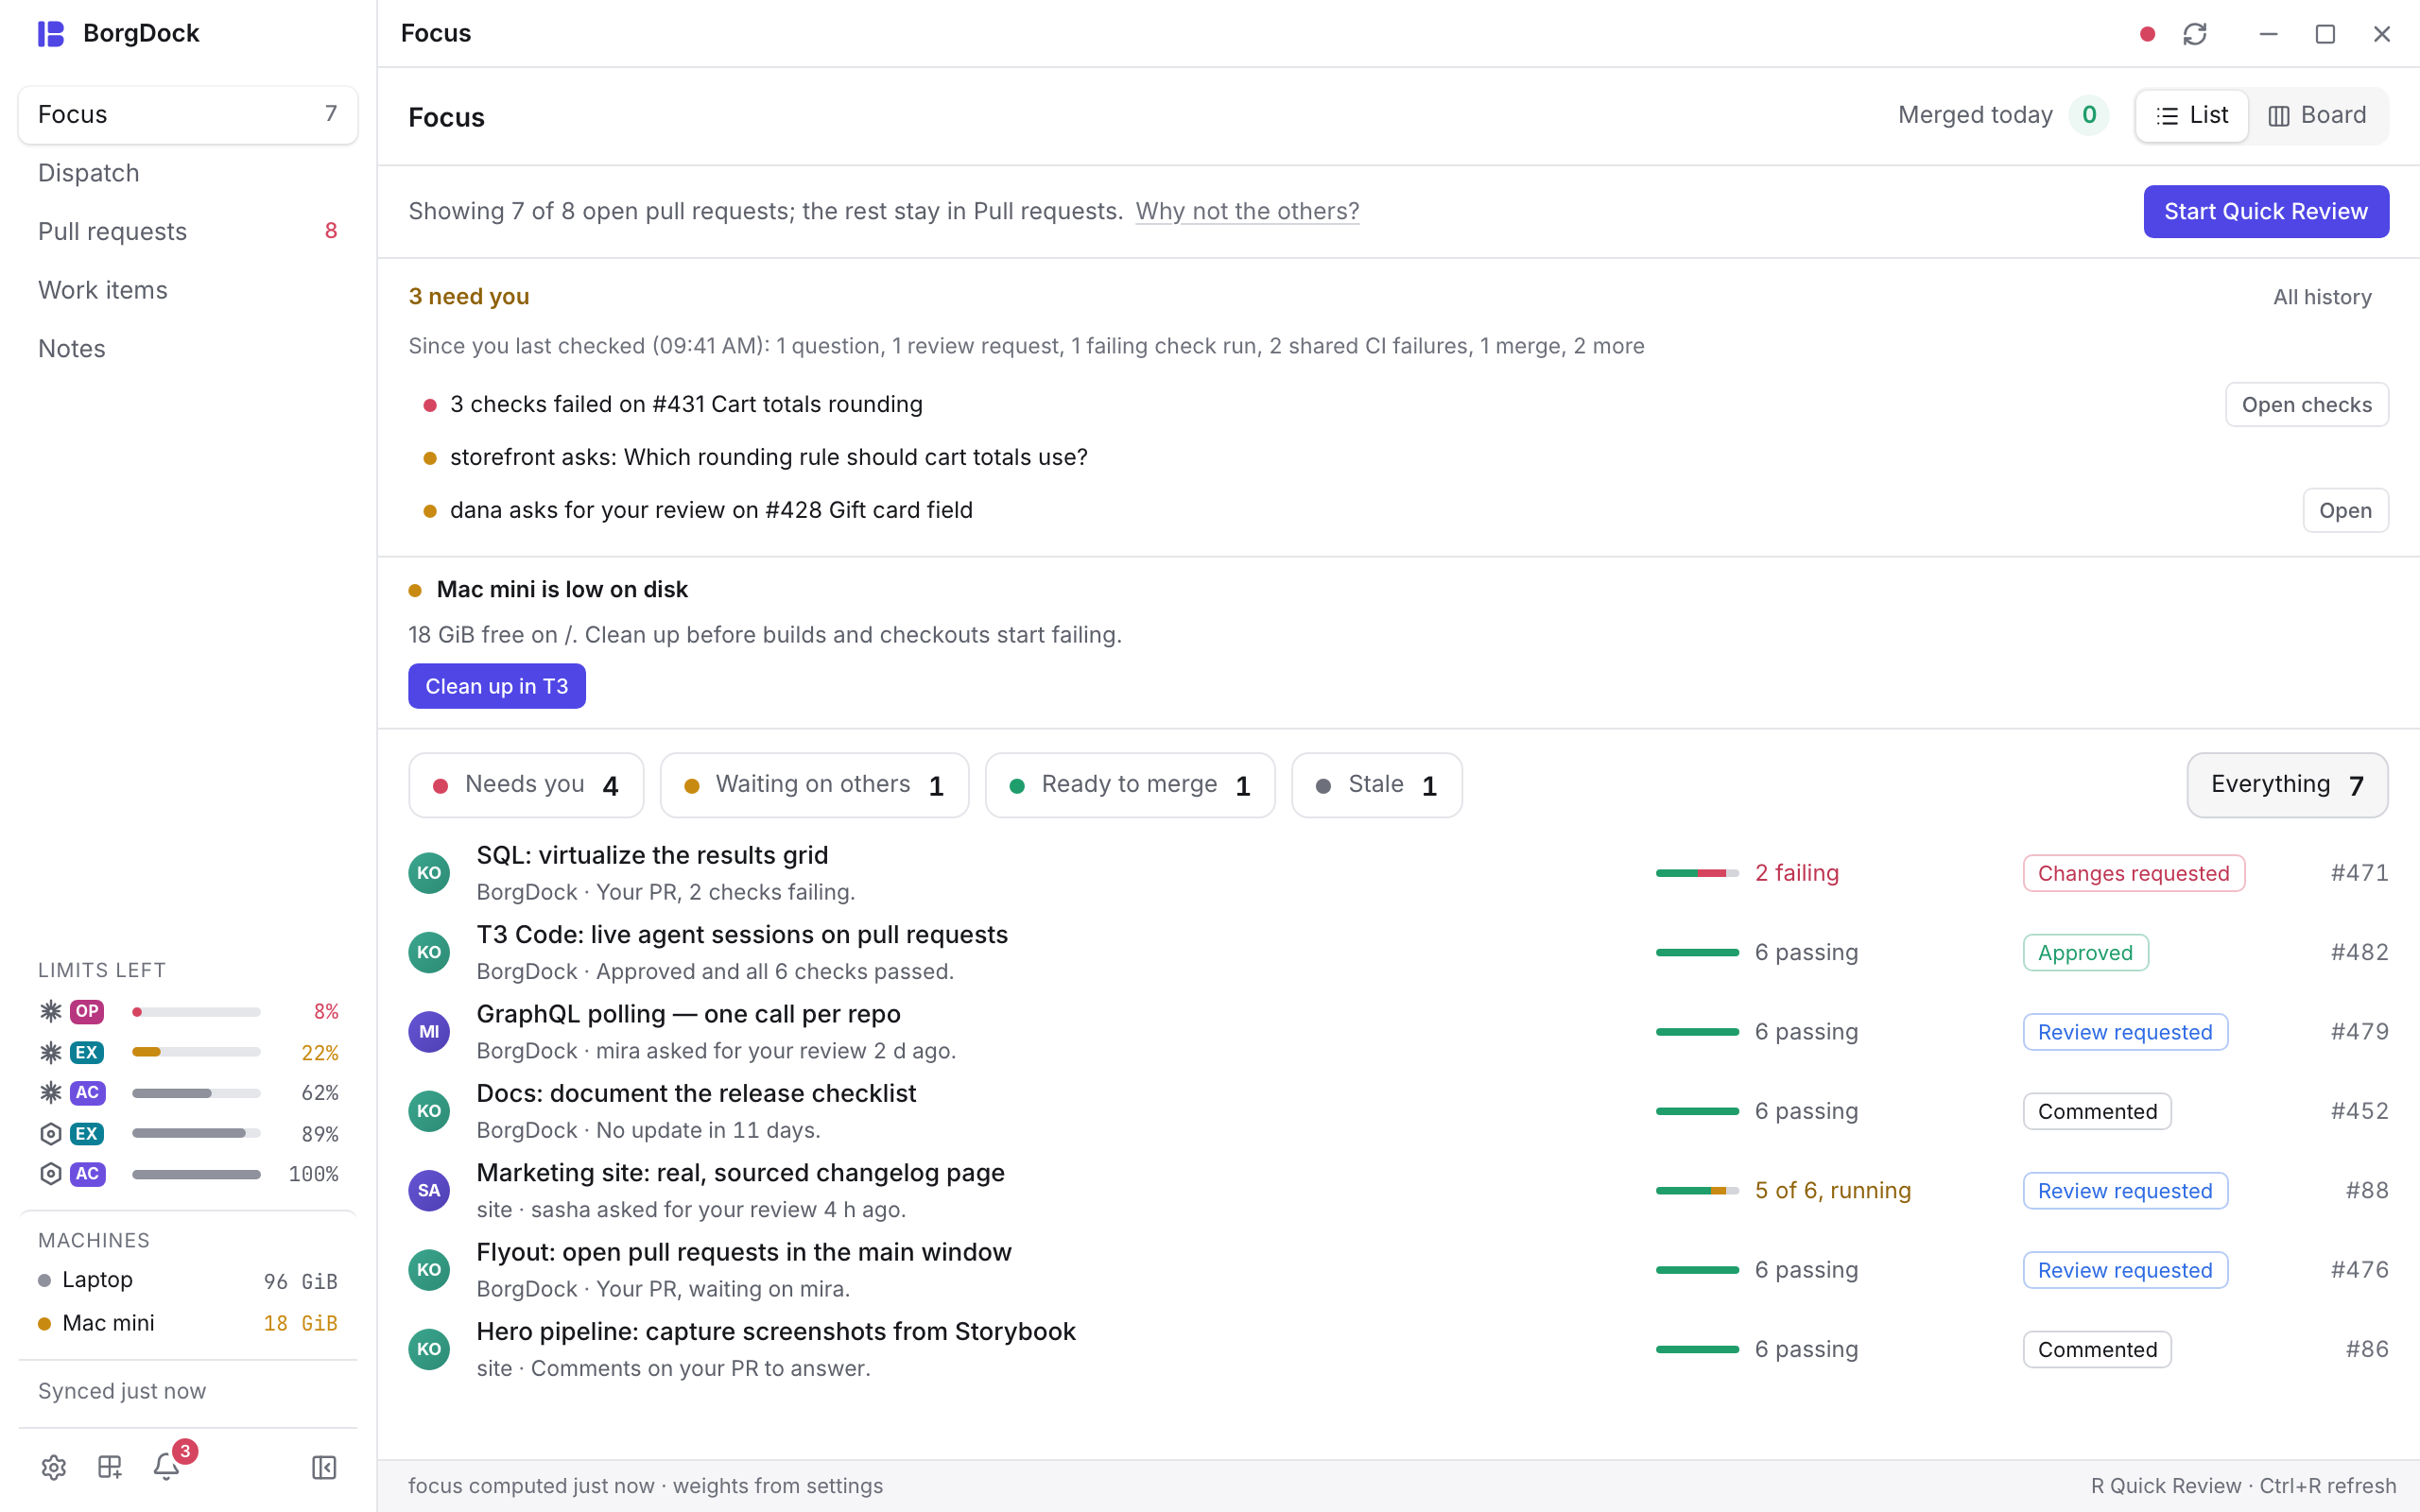 BorgDock
Focus 7
Dispatch
Pull requests 8
Work items
Notes
LIMITS LEFT
OP 8%
EX 22%
AC 62%
EX 89%
AC 100%
MACHINES
Laptop 96 GiB
Mac mini 18 GiB
Synced just now
3
Focus
Focus
Merged today 0 List Board
Showing 7 of 8 open pull requests; the rest stay in Pull requests. Why not the others? Start Quick Review
3 need you All history
Since you last checked (09:41 AM): 1 question, 1 review request, 1 failing check run, 2 shared CI failures, 1 merge, 2 more
3 checks failed on #431 Cart totals rounding Open checks
storefront asks: Which rounding rule should cart totals use?
dana asks for your review on #428 Gift card field Open
Mac mini is low on disk
18 GiB free on /. Clean up before builds and checkouts start failing.
Clean up in T3
Needs you 4 Waiting on others 1 Ready to merge 1 Stale 1 Everything 7
KO SQL: virtualize the results grid
BorgDock · Your PR, 2 checks failing. 2 failing Changes requested #471
KO T3 Code: live agent sessions on pull requests
BorgDock · Approved and all 6 checks passed. 6 passing Approved #482
MI GraphQL polling — one call per repo
BorgDock · mira asked for your review 2 d ago. 6 passing Review requested #479
KO Docs: document the release checklist
BorgDock · No update in 11 days. 6 passing Commented #452
SA Marketing site: real, sourced changelog page
site · sasha asked for your review 4 h ago. 5 of 6, running Review requested #88
KO Flyout: open pull requests in the main window
BorgDock · Your PR, waiting on mira. 6 passing Review requested #476
KO Hero pipeline: capture screenshots from Storybook
site · Comments on your PR to answer. 6 passing Commented #86
focus computed just now · weights from settings R Quick Review · Ctrl+R refresh